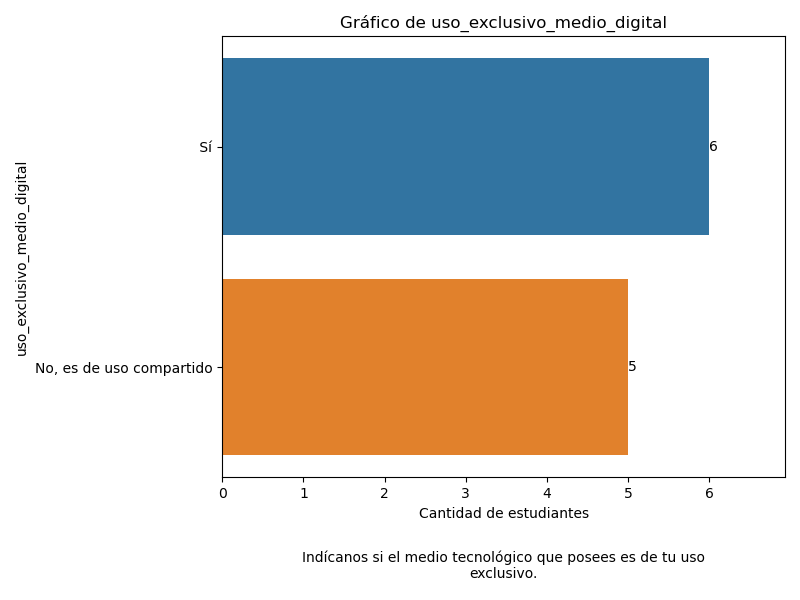 Gráfico de uso_exclusivo_medio_digital
uso_exclusivo_medio_digital
Sí
6
No, es de uso compartido
5
0 1 2 3 4 5 6
Cantidad de estudiantes
Indícanos si el medio tecnológico que posees es de tu uso
exclusivo.